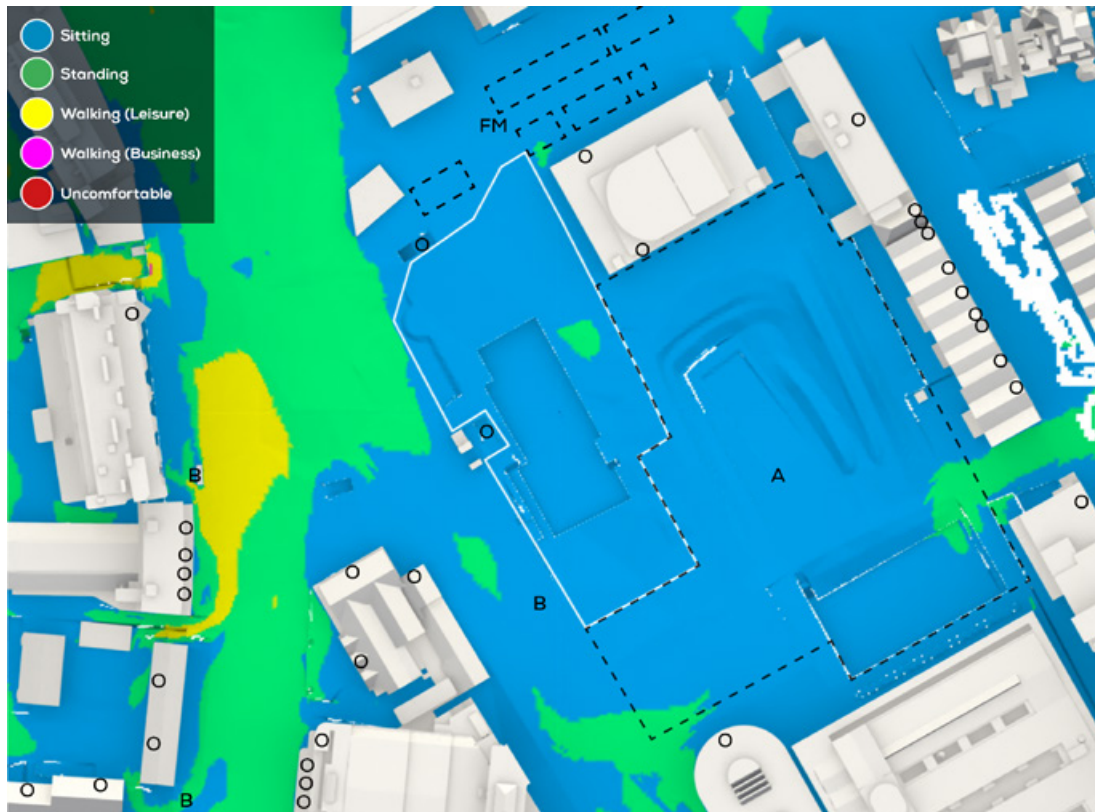 Sitting
Standing
Walking (Leisure)
Walking (Business)
Uncomfortable
FM
B
A
B
B